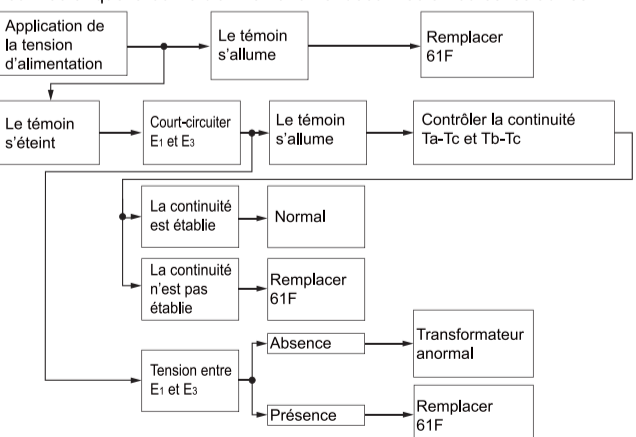 Application de
la tension
d'alimentation
Le témoin
s'allume
Remplacer
61F
Le témoin
s'éteint
Court-circuiter
E1 et E3
Le témoin
s'allume
Contrôler la continuité
Ta-Tc et Tb-Tc
La continuité
est établie
Normal
La continuité
n'est pas
établie
Remplacer
61F
Tension entre
E1 et E3
Absence
Transformateur
anormal
Présence
Remplacer
61F